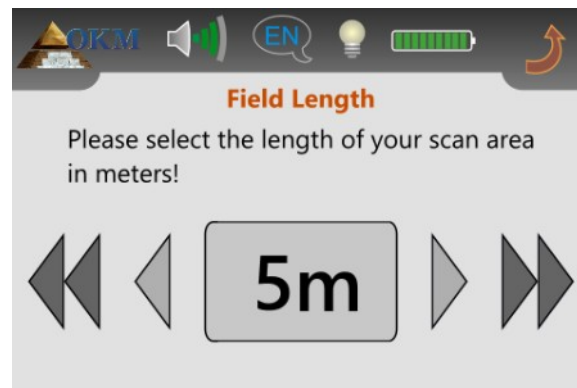 OKM
EN
Field Length
Please select the length of your scan area
in meters!
5m